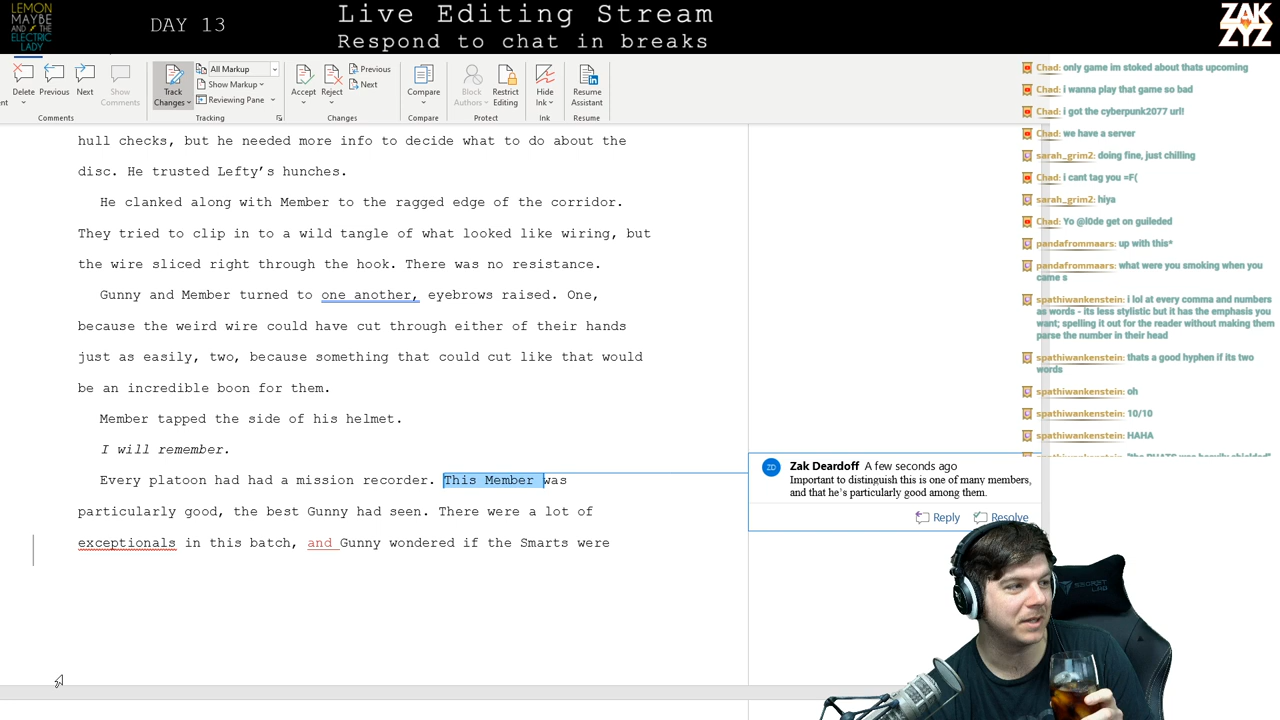 LEMON
MAYBE
AND THE
ELECTRIC
LADY
DAY 13
Live Editing Stream
Respond to chat in breaks
ZAK
ZYZ
Delete
Previous
Next
Show
Comments
Comments
Track
Changes
All Markup
Show Markup
Reviewing Pane
Tracking
Accept
Reject
Previous
Next
Changes
Compare
Compare
Block
Authors
Restrict
Editing
Protect
Hide
Ink
Ink
Resume
Assistant
Resume
hull checks, but he needed more info to decide what to do about the
disc. He trusted Lefty's hunches.
He clanked along with Member to the jagged edge of the corridor.
They tried to clip in to a wild angle of what looked like wiring, but
the wire sliced right through the hook. There was no resistance.
Gunny and Member turned to one another, eyebrows raised. One,
because the weird wire could have cut through either of their hands
just as easily, two, because something that could cut like that would
be an incredible boon for them.
Member tapped the side of his helmet.
I will remember.
Every platoon had had a mission recorder. This Member was
particularly good, the best Gunny had seen. There were a lot of
exceptionals in this batch, and Gunny wondered if the Smarts were
ZD
Zak Deardoff A few seconds ago
Important to distinguish this is one of many members,
and that he's particularly good among them.
Reply
Resolve
Chad: only game im stoked about thats upcoming
Chad: i wanna play that game so bad
Chad: i got the cyberpunk2077 url!
Chad: we have a server
sarah_grim2: doing fine, just chilling
Chad: i cant tag you =F(
sarah_grim2: hiya
Chad: Yo @l0de get on guileded
pandafrommaars: up with this*
pandafrommaars: what were you smoking when you
came s
spathiwankenstein: i lol at every comma and numbers
as words - its less stylistic but it has the emphasis you
want; spelling it out for the reader without making them
parse the number in their head
spathiwankenstein: thats a good hyphen if its two
words
spathiwankenstein: oh
spathiwankenstein: 10/10
spathiwankenstein: HAHA
SECRET
LAB